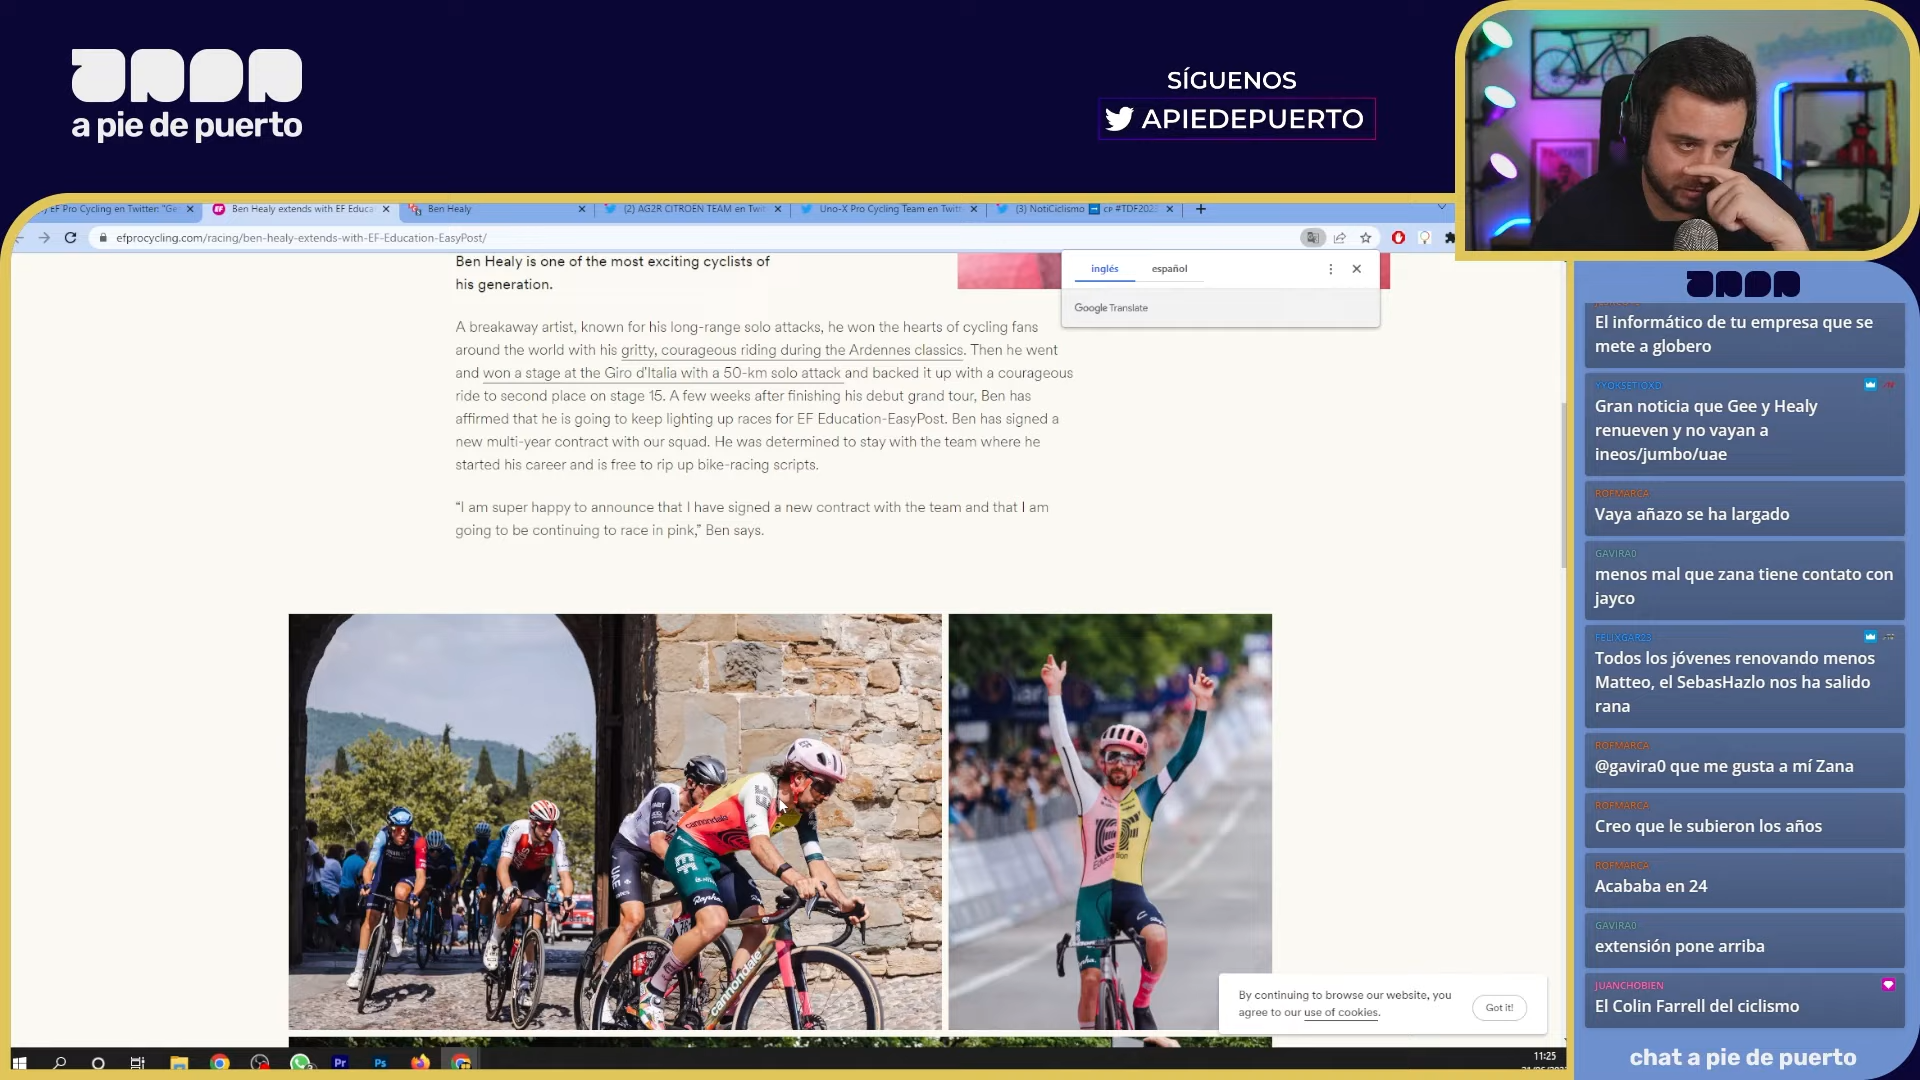 a pie de puerto
SÍGUENOS
APIEDEPUERTO
EF Pro Cycling en Twitter: "Ge
Ben Healy extends with EF Educa
Ben Healy
(2) AG2R CITROËN TEAM en Twit
Uno-X Pro Cycling Team en Twitt
(3) NotiCiclismo
efprocycling.com/racing/ben-healy-extends-with-EF-Education-EasyPost/
inglés
español
Google Translate
Ben Healy is one of the most exciting cyclists of
his generation.
A breakaway artist, known for his long-range solo attacks, he won the hearts of cycling fans
around the world with his gritty, courageous riding during the Ardennes classics. Then he went
and won a stage at the Giro d'Italia with a 50-km solo attack and backed it up with a courageous
ride to second place on stage 15. A few weeks after finishing his debut grand tour, Ben has
affirmed that he is going to keep lighting up races for EF Education-EasyPost. Ben has signed a
new multi-year contract with our squad. He was determined to stay with the team where he
started his career and is free to rip up bike-racing scripts.
“I am super happy to announce that I have signed a new contract with the team and that I am
going to be continuing to race in pink,” Ben says.
EF
cannondale
EF
UAE
Rapha
cannondale
Rapha
By continuing to browse our website, you
agree to our use of cookies.
Got it!
11:25
El informático de tu empresa que se
mete a globero
Gran noticia que Gee y Healy
renueven y no vayan a
ineos/jumbo/uae
ROFMARCA
Vaya añazo se ha largado
GAVIRA0
menos mal que zana tiene contato con
jayco
FELIXGAR23
Todos los jóvenes renovando menos
Matteo, el SebasHazlo nos ha salido
rana
ROFMARCA
@gavira0 que me gusta a mí Zana
ROFMARCA
Creo que le subieron los años
ROFMARCA
Acababa en 24
GAVIRA0
extensión pone arriba
JUANCHOBIEN
El Colin Farrell del ciclismo
chat a pie de puerto